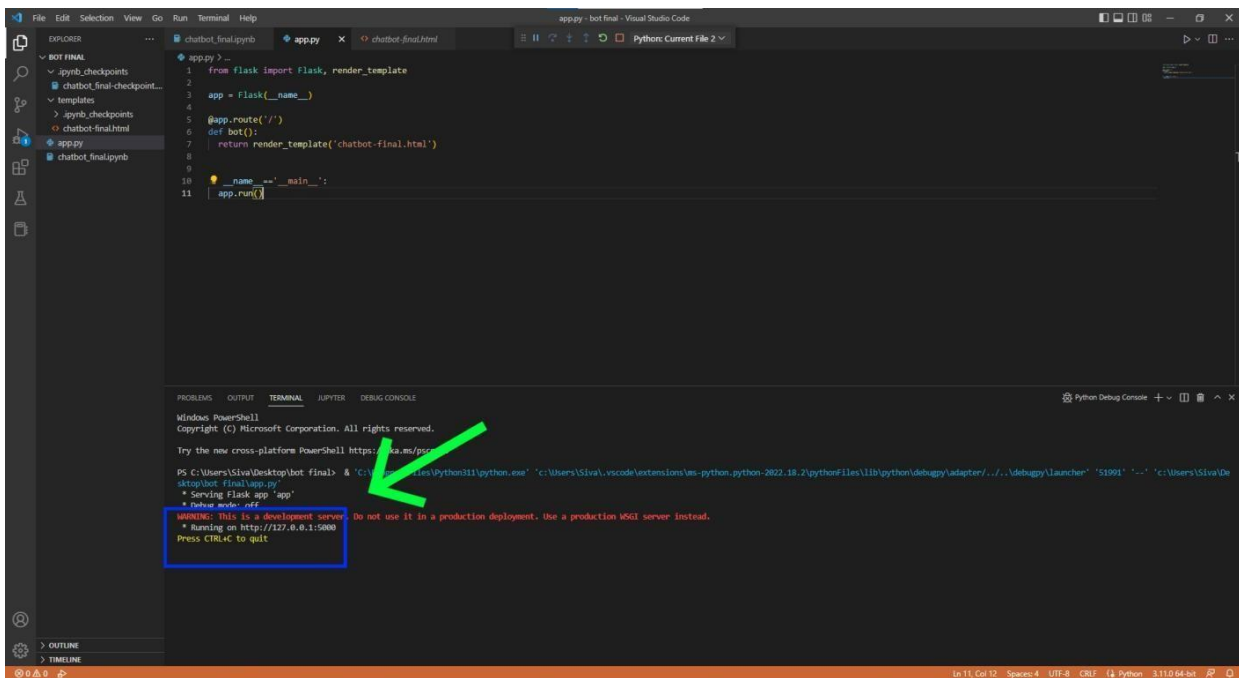 File Edit Selection View Go Run Terminal Help
app.py - bot final - Visual Studio Code
EXPLORER
BOT FINAL
.ipynb_checkpoints
chatbot_final-checkpoint...
templates
.ipynb_checkpoints
chatbot-final.html
app.py
chatbot_final.ipynb
OUTLINE
TIMELINE
chatbot_final.ipynb app.py chatbot-final.html
Python: Current File 2
app.py > ...
1 from flask import Flask, render_template
2
3 app = Flask(__name__)
4
5 @app.route('/')
6 def bot():
7 return render_template('chatbot-final.html')
8
9
10 __name__=='__main__':
11 app.run()
PROBLEMS OUTPUT TERMINAL JUPYTER DEBUG CONSOLE
Python Debug Console
Windows PowerShell
Copyright (C) Microsoft Corporation. All rights reserved.
Try the new cross-platform PowerShell
PS C:\Users\Siva\Desktop\bot final> & 'C:\ \Python311\python.exe' 'c:\Users\Siva\.vscode\extensions\ms-python.python-2022.18.2\pythonFiles\lib\python\debugpy\adapter/../..\debugpy\launcher' '51991' '--' 'c:\Users\Siva\De
sktop\bot final\app.py'
* Serving Flask app 'app'
* Debug mode: off
WARNING: This is a development server. Do not use it in a production deployment. Use a production WSGI server instead.
* Running on http://127.0.0.1:5000
Press CTRL+C to quit
0 0 Ln 11, Col 12 Spaces: 4 UTF-8 CRLF Python 3.11.0 64-bit